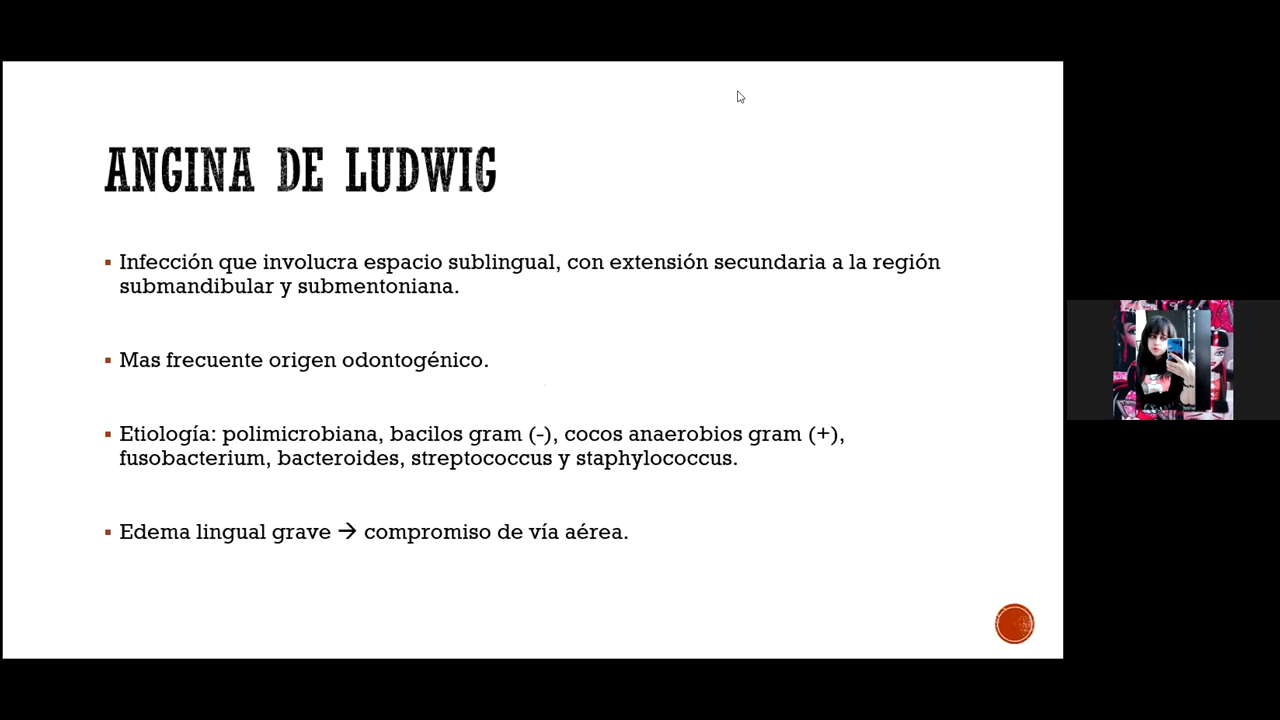 ANGINA DE LUDWIG
Infección que involucra espacio sublingual, con extensión secundaria a la región
submandibular y submentoniana.
Mas frecuente origen odontogénico.
Etiología: polimicrobiana, bacilos gram (-), cocos anaerobios gram (+),
fusobacterium, bacteroides, streptococcus y staphylococcus.
Edema lingual grave → compromiso de vía aérea.